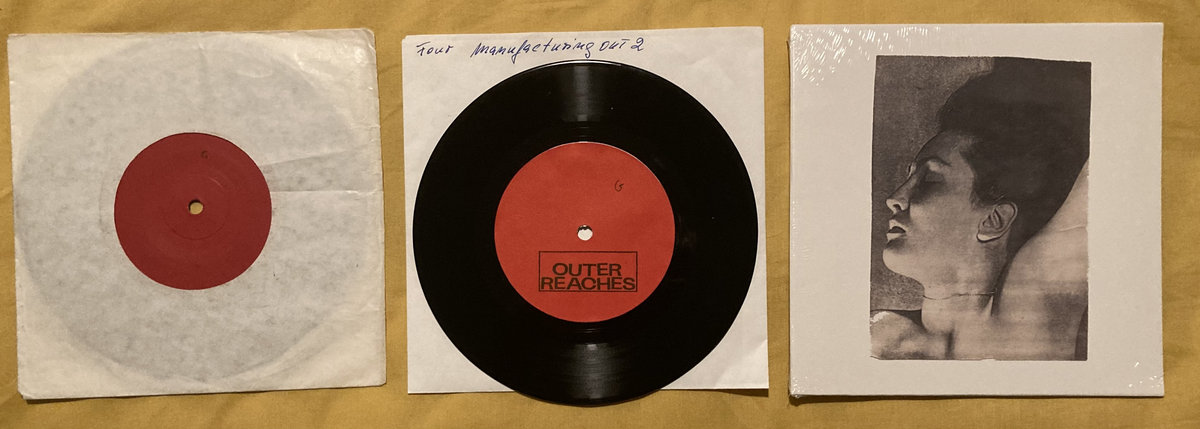 G
Four Manufacturing OUT 2
G
OUTER
REACHES